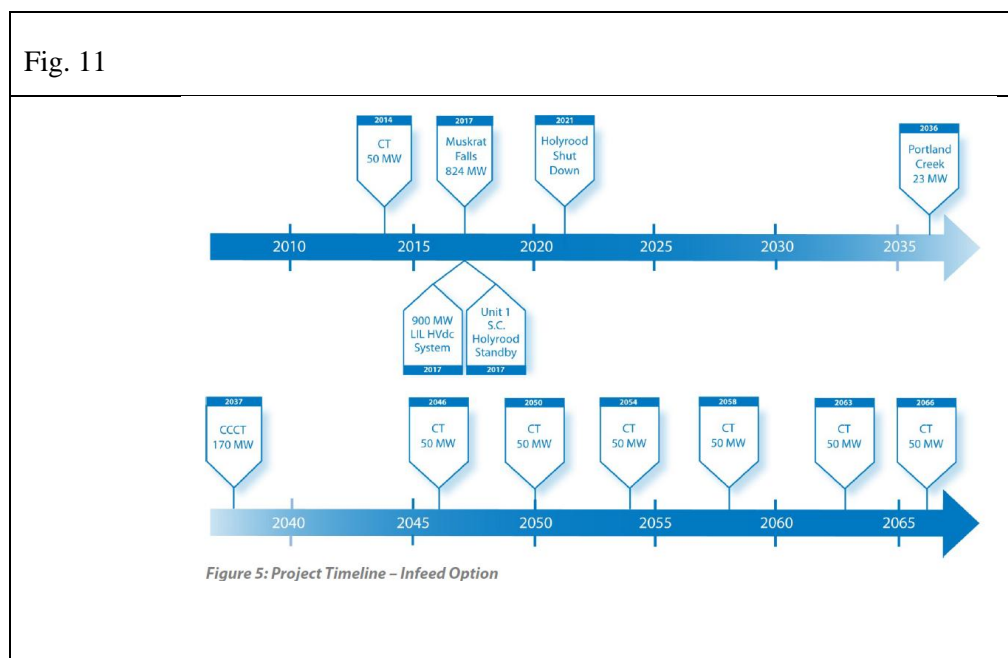 Fig. 11
2014
CT
50 MW
2017
Muskrat
Falls
824 MW
2021
Holyrood
Shut
Down
2036
Portland
Creek
23 MW
2010 2015 2020 2025 2030 2035
900 MW
LIL HVdc
System
2017
Unit 1
S.C.
Holyrood
Standby
2017
2037
CCCT
170 MW
2046
CT
50 MW
2050
CT
50 MW
2054
CT
50 MW
2058
CT
50 MW
2063
CT
50 MW
2066
CT
50 MW
2040 2045 2050 2055 2060 2065
Figure 5: Project Timeline – Infeed Option